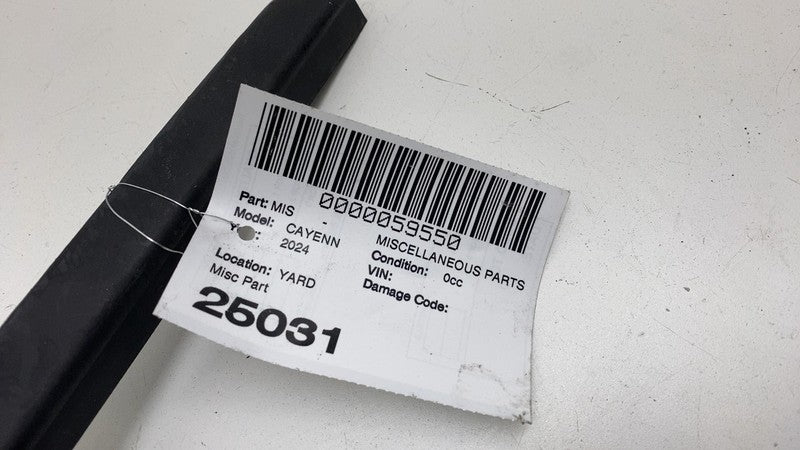 0000059550
Part: MIS - MISCELLANEOUS PARTS
Model: CAYENN Condition: 0cc
2024 VIN:
Damage Code:
Location: YARD
Misc Part
25031